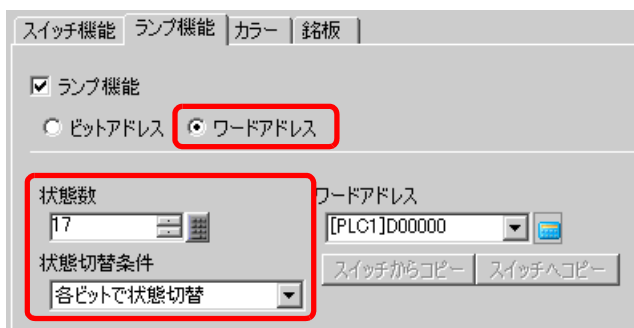 スイッチ機能 ランプ機能 カラー 銘板
ランプ機能
ビットアドレス ワードアドレス
状態数 ワードアドレス
17 [PLC1]D00000
状態切替条件 スイッチからコピー スイッチへコピー
各ビットで状態切替